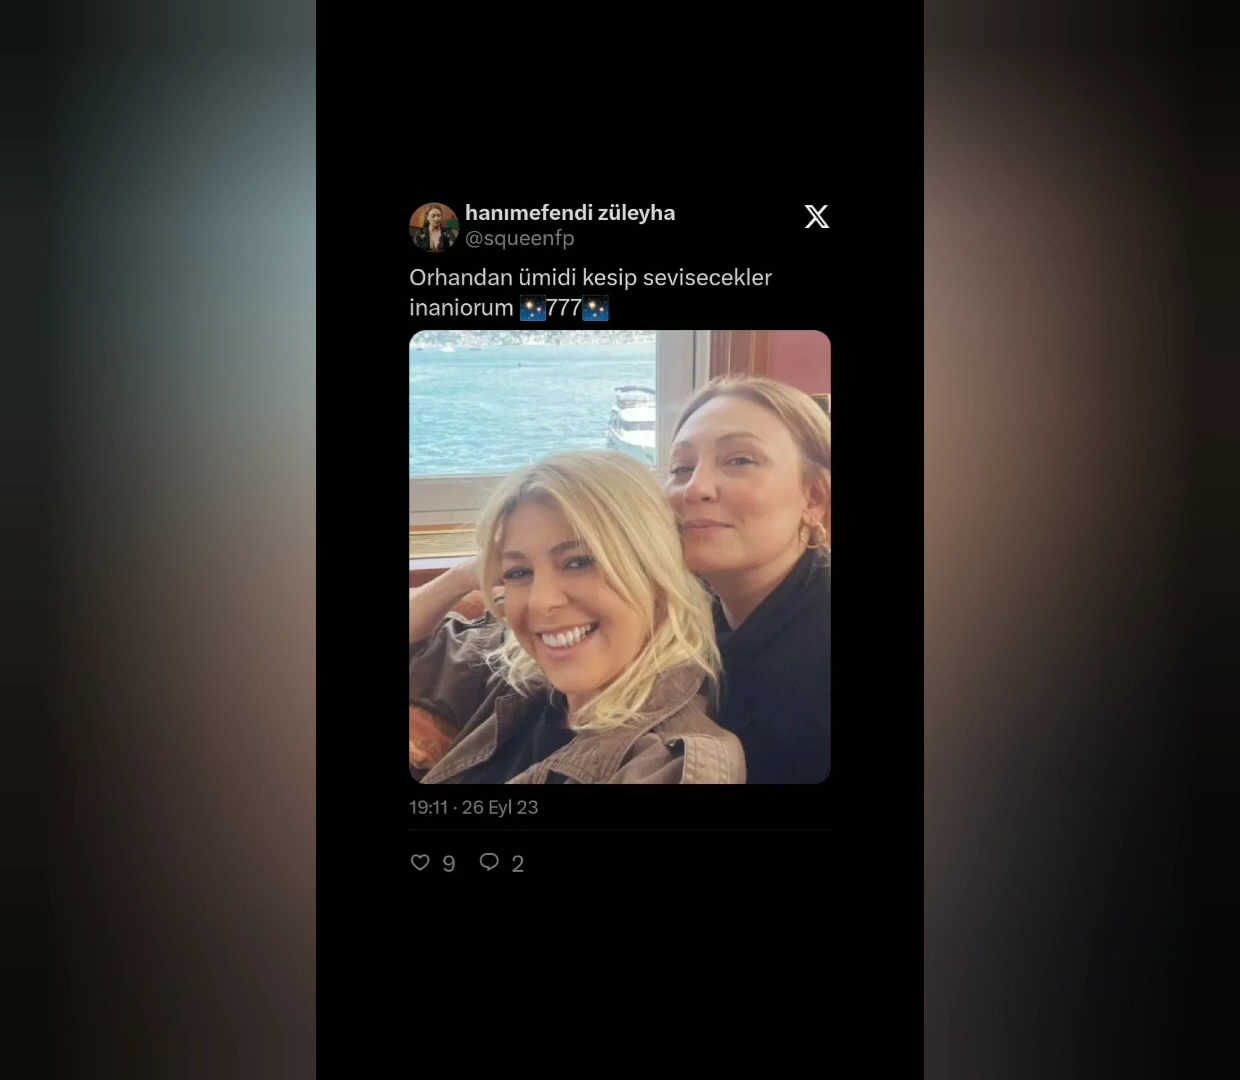 hanımefendi züleyha
@squeenfp
Orhandan ümidi kesip sevisecekler
inaniorum 🎇777🎇
19:11 · 26 Eyl 23
9 2